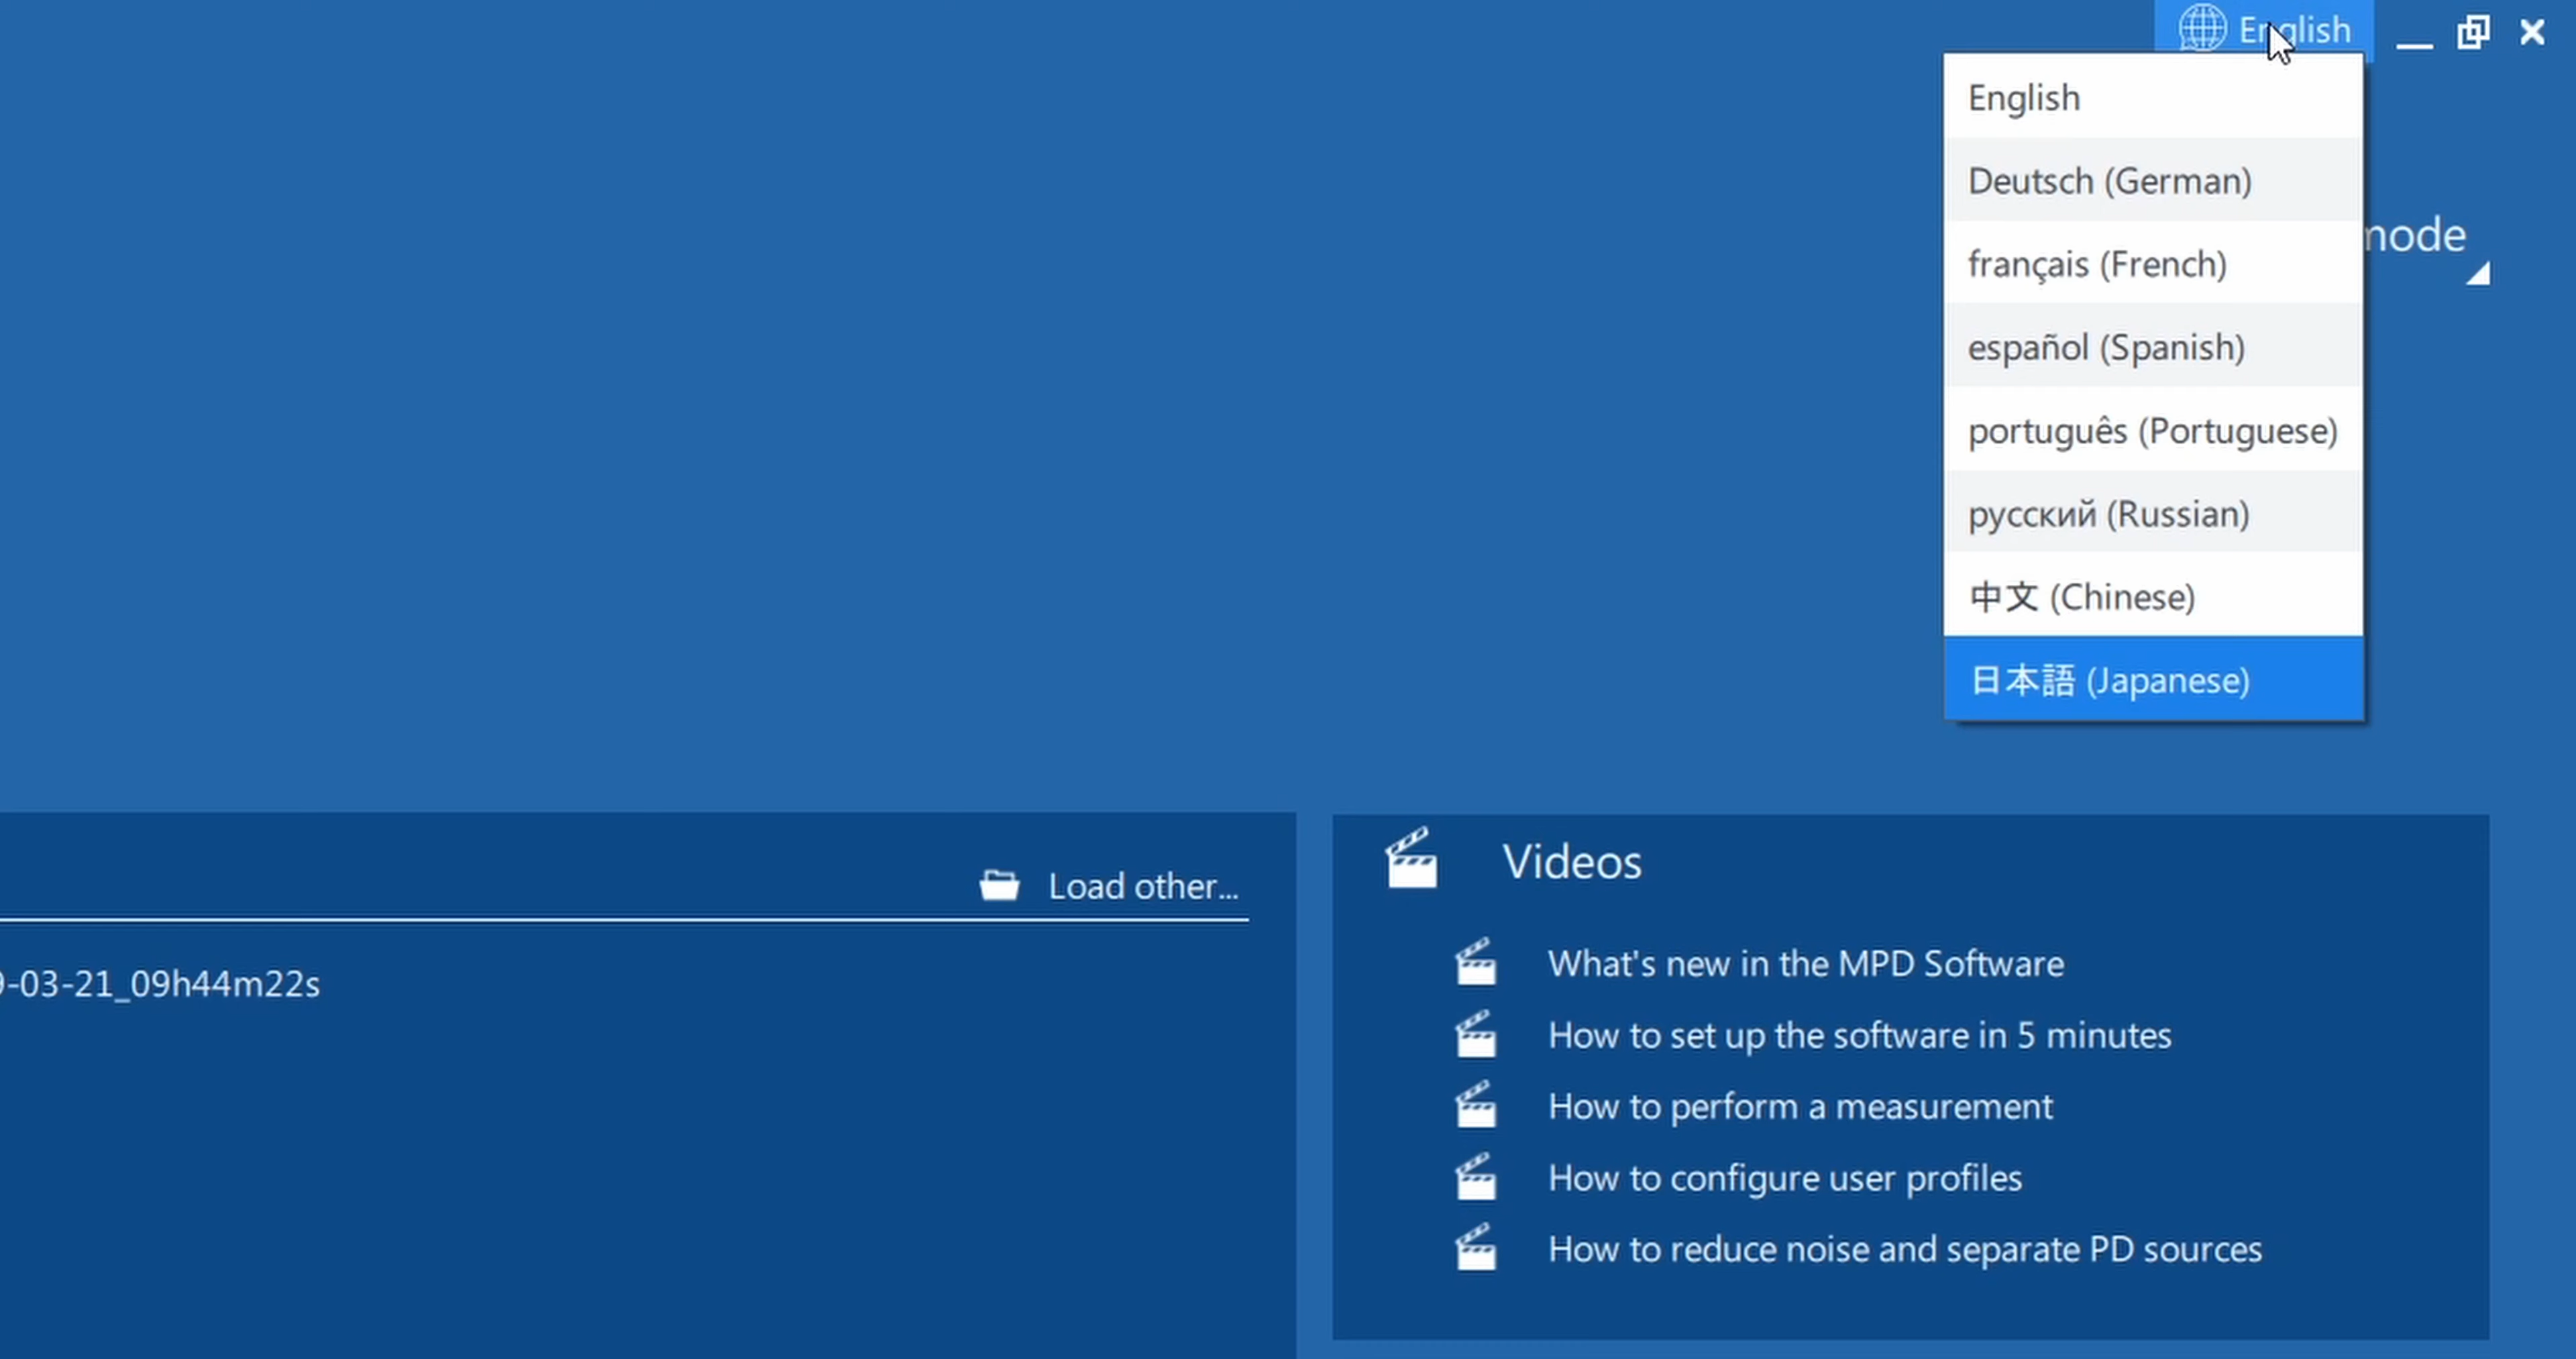 English
English
Deutsch (German)
français (French)
español (Spanish)
português (Portuguese)
русский (Russian)
中文 (Chinese)
日本語 (Japanese)
Load other...
-03-21_09h44m22s
Videos
What's new in the MPD Software
How to set up the software in 5 minutes
How to perform a measurement
How to configure user profiles
How to reduce noise and separate PD sources